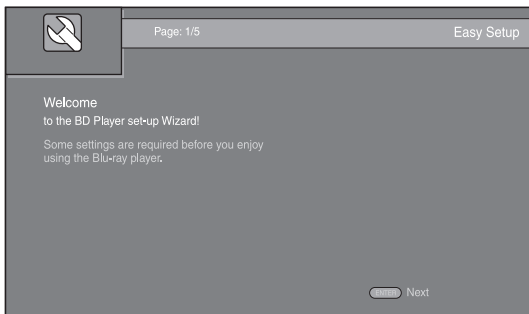 Page: 1/5
Easy Setup
Welcome
to the BD Player set-up Wizard!
Some settings are required before you enjoy
using the Blu-ray player.
ENTER Next